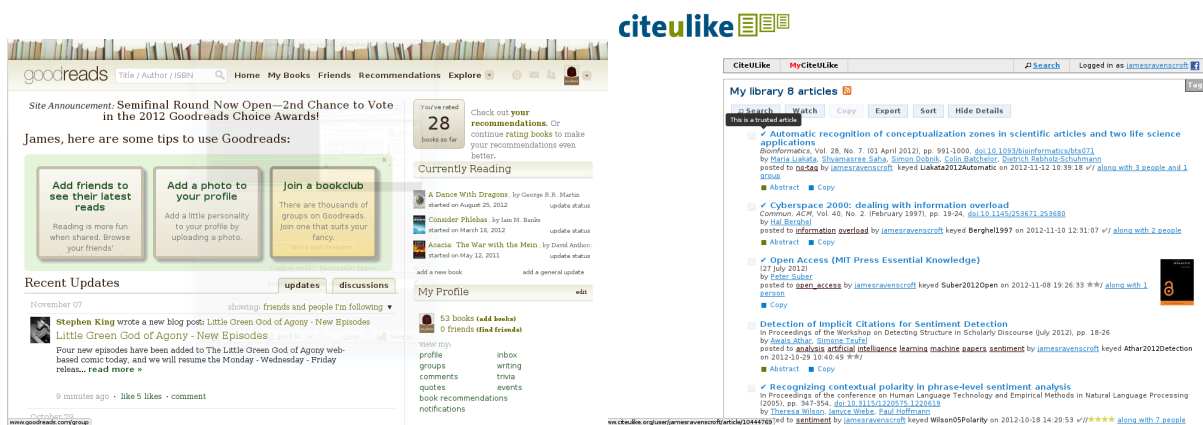 goodreads
Title / Author / ISBN
Home My Books Friends Recommendations Explore
Site Announcement: Semifinal Round Now Open—2nd Chance to Vote
in the 2012 Goodreads Choice Awards!
James, here are some tips to use Goodreads:
Add friends to
see their latest
reads
Reading is more fun
when shared. Browse
your friends'
Add a photo to
your profile
Add a little personality
to your profile by
uploading a photo.
Join a bookclub
There are thousands of
groups on Goodreads.
Join one that suits your
fancy.
Recent Updates
updates discussions
November 07
showing: friends and people I'm following ▼
Stephen King wrote a new blog post: Little Green God of Agony - New Episodes
Little Green God of Agony - New Episodes
Four new episodes have been added to The Little Green God of Agony web-
based comic today, and we will resume the Monday - Wednesday - Friday
releas... read more »
9 minutes ago · like 5 likes · comment
October 29
www.goodreads.com/group
You've rated
28
books so far
Check out your
recommendations. Or
continue rating books to make
your recommendations even
better.
Currently Reading
A Dance With Dragons, by George R.R. Martin
started on August 25, 2012 update status
Consider Phlebas, by Iain M. Banks
started on March 16, 2012 update status
Acacia The War with the Mein, by David Anthony
started on May 12, 2011 update status
add a new book add a general update
My Profile edit
53 books (add books)
0 friends (find friends)
view my:
profile inbox
groups writing
comments trivia
quotes events
book recommendations
notifications
citeulike
CiteULike MyCiteULike Search Logged in as jamesravenscroft
Tag
My library 8 articles
Search Watch Copy Export Sort Hide Details
This is a trusted article
✔ Automatic recognition of conceptualization zones in scientific articles and two life science
applications
Bioinformatics, Vol. 28, No. 7. (01 April 2012), pp. 991-1000, doi:10.1093/bioinformatics/bts071
by Maria Liakata, Shyamasree Saha, Simon Dobnik, Colin Batchelor, Dietrich Rebholz-Schuhmann
posted to no-tag by jamesravenscroft keyed Liakata2012Automatic on 2012-11-12 10:39:18 ✔/ along with 3 people and 1
group
Abstract Copy
✔ Cyberspace 2000: dealing with information overload
Commun. ACM, Vol. 40, No. 2. (February 1997), pp. 19-24, doi:10.1145/253671.253680
by Hal Berghel
posted to information overload by jamesravenscroft keyed Berghel1997 on 2012-11-10 12:31:07 ✔/ along with 2 people
Abstract Copy
✔ Open Access (MIT Press Essential Knowledge)
(27 July 2012)
by Peter Suber
posted to open_access by jamesravenscroft keyed Suber2012Open on 2012-11-08 19:26:33 ★★/ along with 1
person
Copy
Detection of Implicit Citations for Sentiment Detection
In Proceedings of the Workshop on Detecting Structure in Scholarly Discourse (July 2012), pp. 18-26
by Awais Athar, Simone Teufel
posted to analysis artificial intelligence learning machine papers sentiment by jamesravenscroft keyed Athar2012Detection
on 2012-10-29 10:40:49 ★★/
Abstract Copy
✔ Recognizing contextual polarity in phrase-level sentiment analysis
In Proceedings of the conference on Human Language Technology and Empirical Methods in Natural Language Processing
(2005), pp. 347-354, doi:10.3115/1220575.1220619
by Theresa Wilson, Janyce Wiebe, Paul Hoffmann
posted to sentiment by jamesravenscroft keyed Wilson05Polarity on 2012-10-18 14:20:53 ✔/★★★★ along with 7 people
www.citeulike.org/user/jamesravenscroft/article/10444769